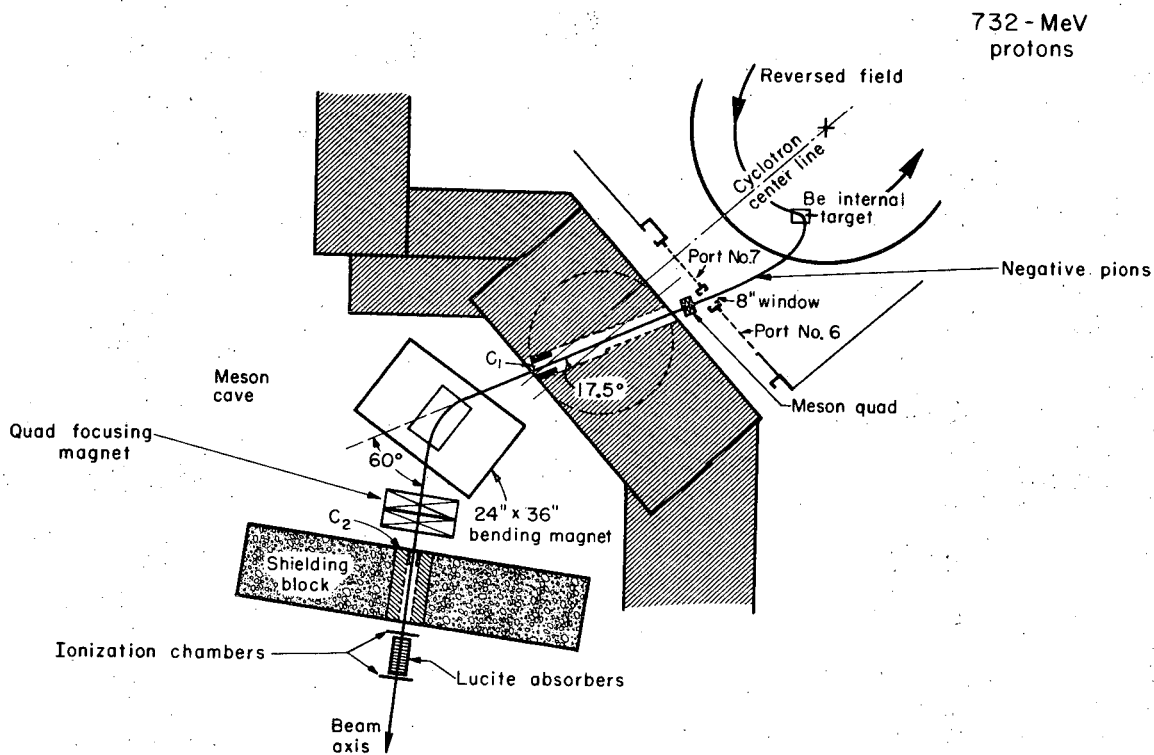 732-MeV
protons
Reversed field
Cyclotron
center line
Be internal
target
Port No.7
Negative pions
8" window
Port No. 6
C1
17.5°
Meson
cave
Meson quad
Quad focusing
magnet
60°
24" x 36"
bending magnet
C2
Shielding
block
Ionization chambers
Lucite absorbers
Beam
axis